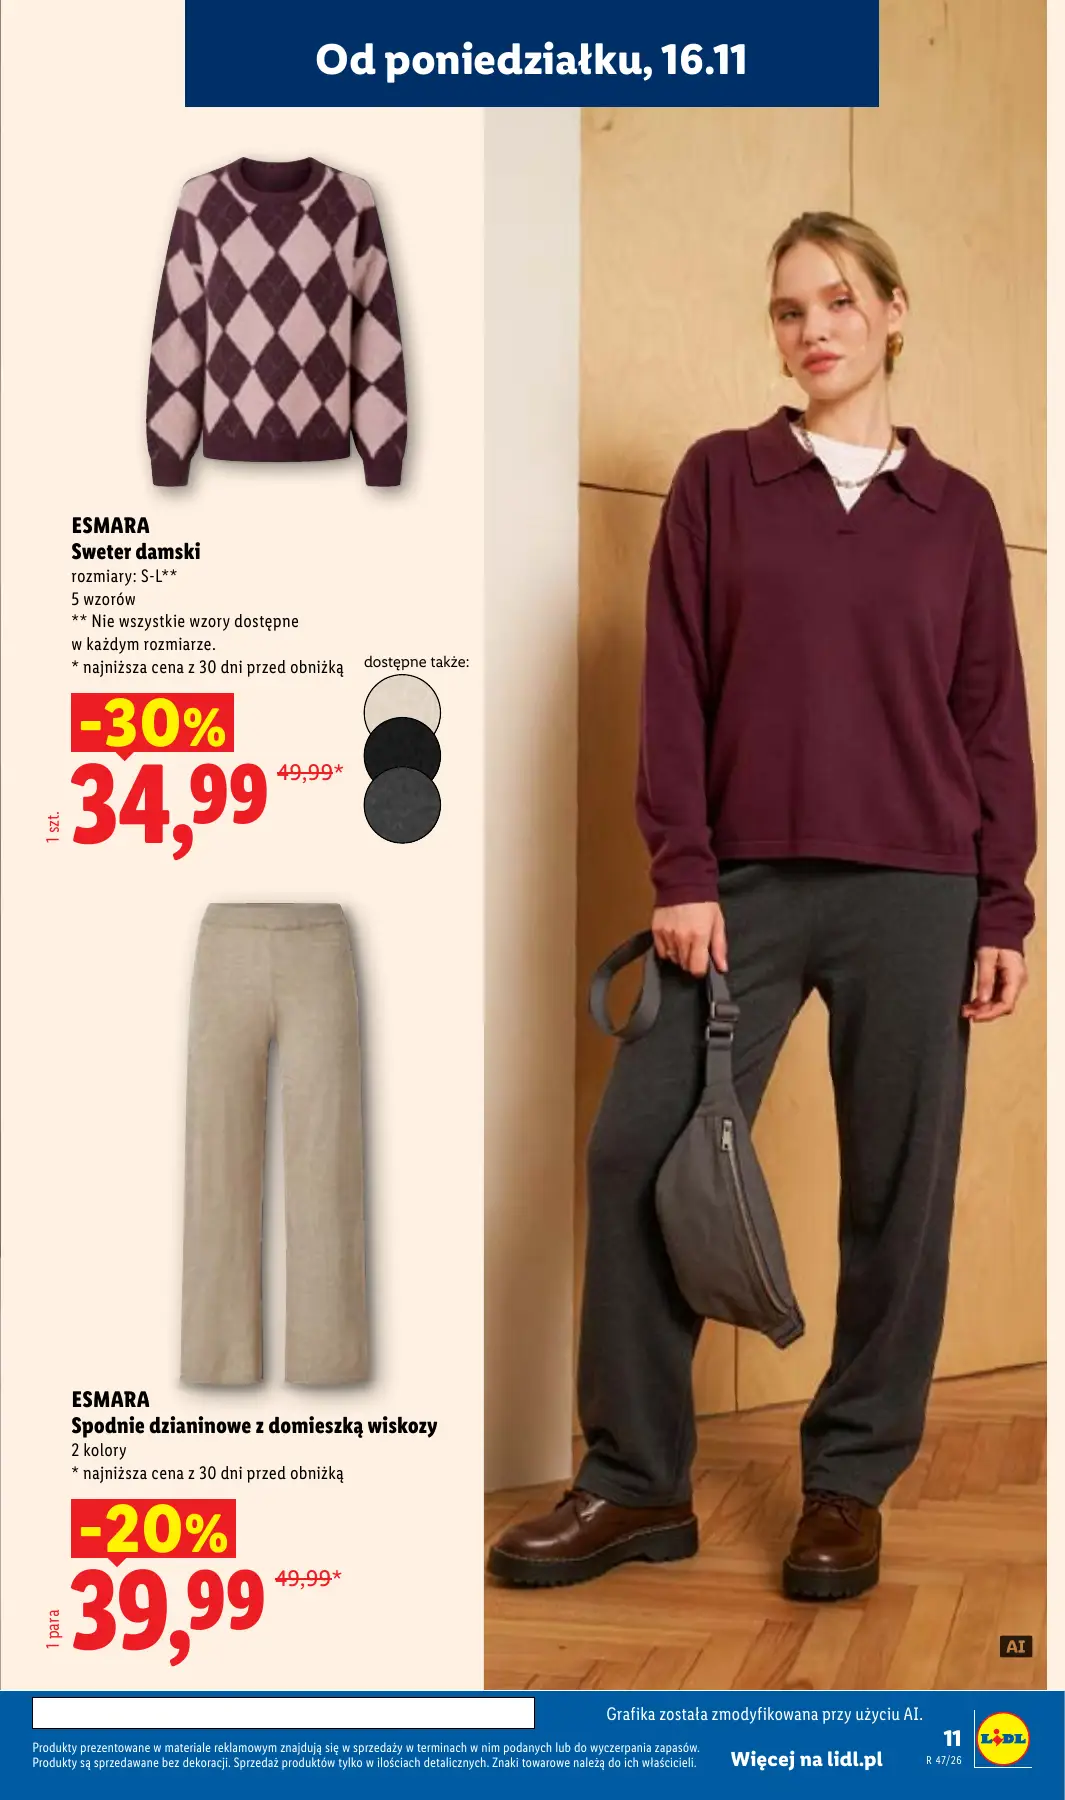 Od poniedziałku, 16.11
ESMARA
Sweter damski
rozmiary: S-L**
5 wzorów
** Nie wszystkie wzory dostępne
w każdym rozmiarze.
* najniższa cena z 30 dni przed obniżką
dostępne także:
-30%
49,99*
34,99
1 szt.
ESMARA
Spodnie dzianinowe z domieszką wiskozy
2 kolory
* najniższa cena z 30 dni przed obniżką
-20%
49,99*
39,99
1 para
AI
Grafika została zmodyfikowana przy użyciu AI.
Produkty prezentowane w materiale reklamowym znajdują się w sprzedaży w terminach w nim podanych lub do wyczerpania zapasów.
Produkty są sprzedawane bez dekoracji. Sprzedaż produktów tylko w ilościach detalicznych. Znaki towarowe należą do ich właścicieli.
Więcej na lidl.pl
11
R 47/26
LIDL